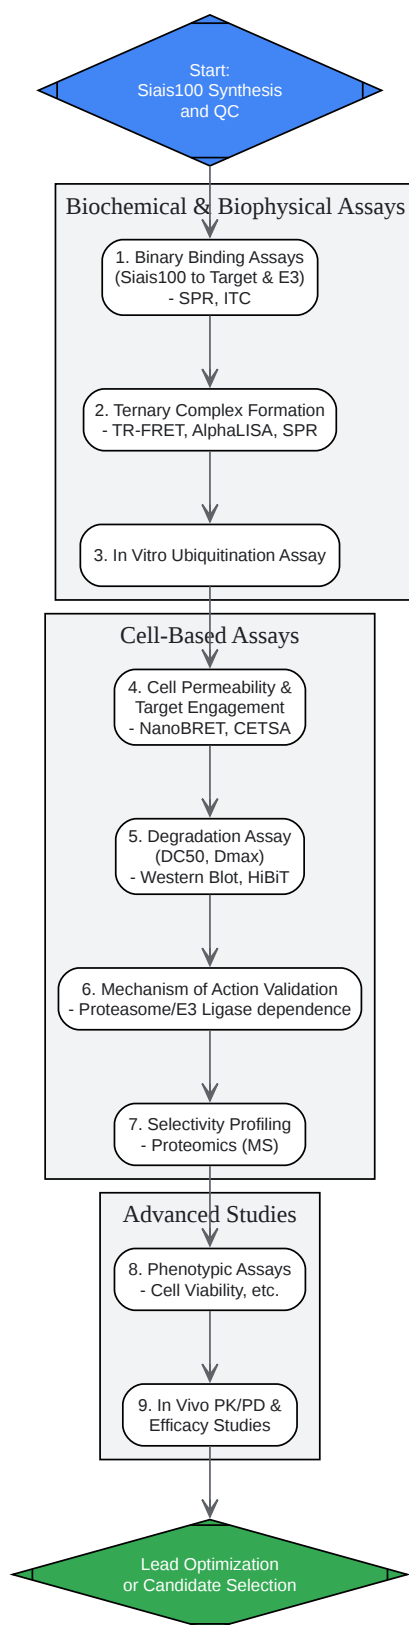 Start:
Siais100 Synthesis
and QC
Biochemical & Biophysical Assays
1. Binary Binding Assays
(Siais100 to Target & E3)
- SPR, ITC
2. Ternary Complex Formation
- TR-FRET, AlphaLISA, SPR
3. In Vitro Ubiquitination Assay
Cell-Based Assays
4. Cell Permeability &
Target Engagement
- NanoBRET, CETSA
5. Degradation Assay
(DC50, Dmax)
- Western Blot, HiBiT
6. Mechanism of Action Validation
- Proteasome/E3 Ligase dependence
7. Selectivity Profiling
- Proteomics (MS)
Advanced Studies
8. Phenotypic Assays
- Cell Viability, etc.
9. In Vivo PK/PD &
Efficacy Studies
Lead Optimization
or Candidate Selection